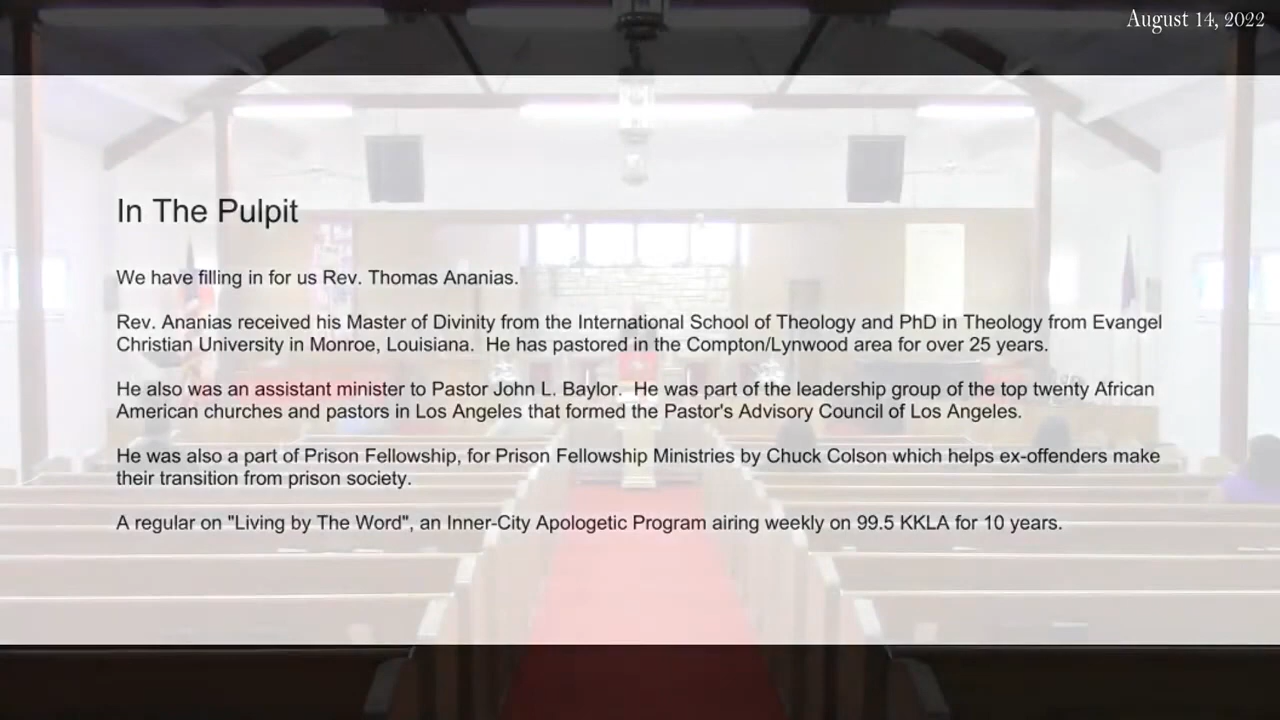 August 14, 2022
In The Pulpit
We have filling in for us Rev. Thomas Ananias.
Rev. Ananias received his Master of Divinity from the International School of Theology and PhD in Theology from Evangel
Christian University in Monroe, Louisiana.  He has pastored in the Compton/Lynwood area for over 25 years.
He also was an assistant minister to Pastor John L. Baylor.  He was part of the leadership group of the top twenty African
American churches and pastors in Los Angeles that formed the Pastor's Advisory Council of Los Angeles.
He was also a part of Prison Fellowship, for Prison Fellowship Ministries by Chuck Colson which helps ex-offenders make
their transition from prison society.
A regular on "Living by The Word", an Inner-City Apologetic Program airing weekly on 99.5 KKLA for 10 years.